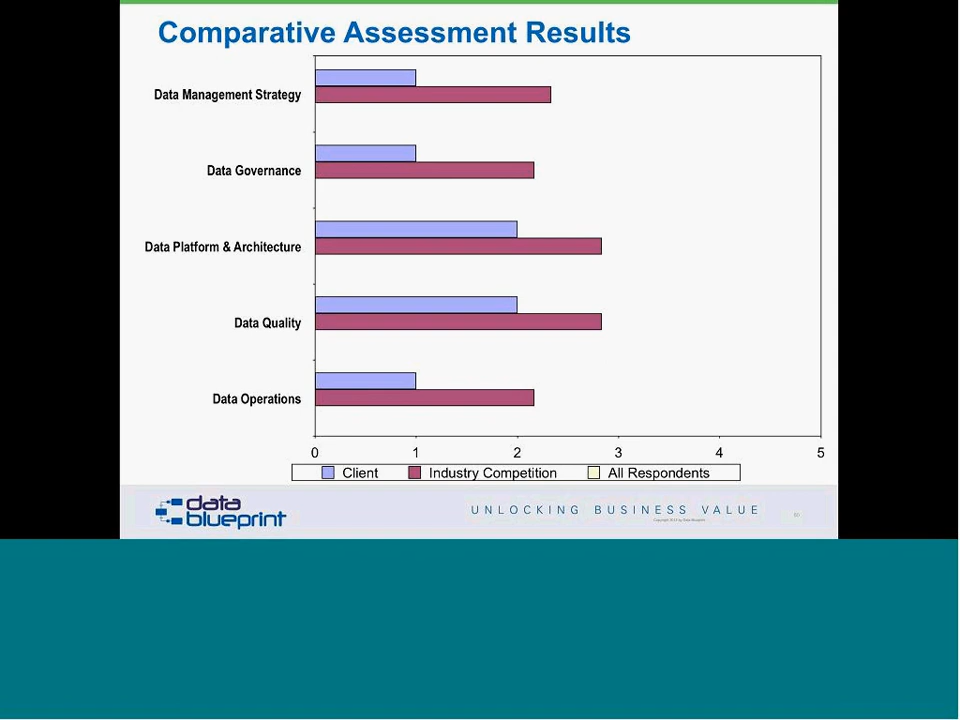 Comparative Assessment Results
Data Management Strategy
Data Governance
Data Platform & Architecture
Data Quality
Data Operations
0 1 2 3 4 5
Client Industry Competition All Respondents
data
blueprint
UNLOCKING BUSINESS VALUE